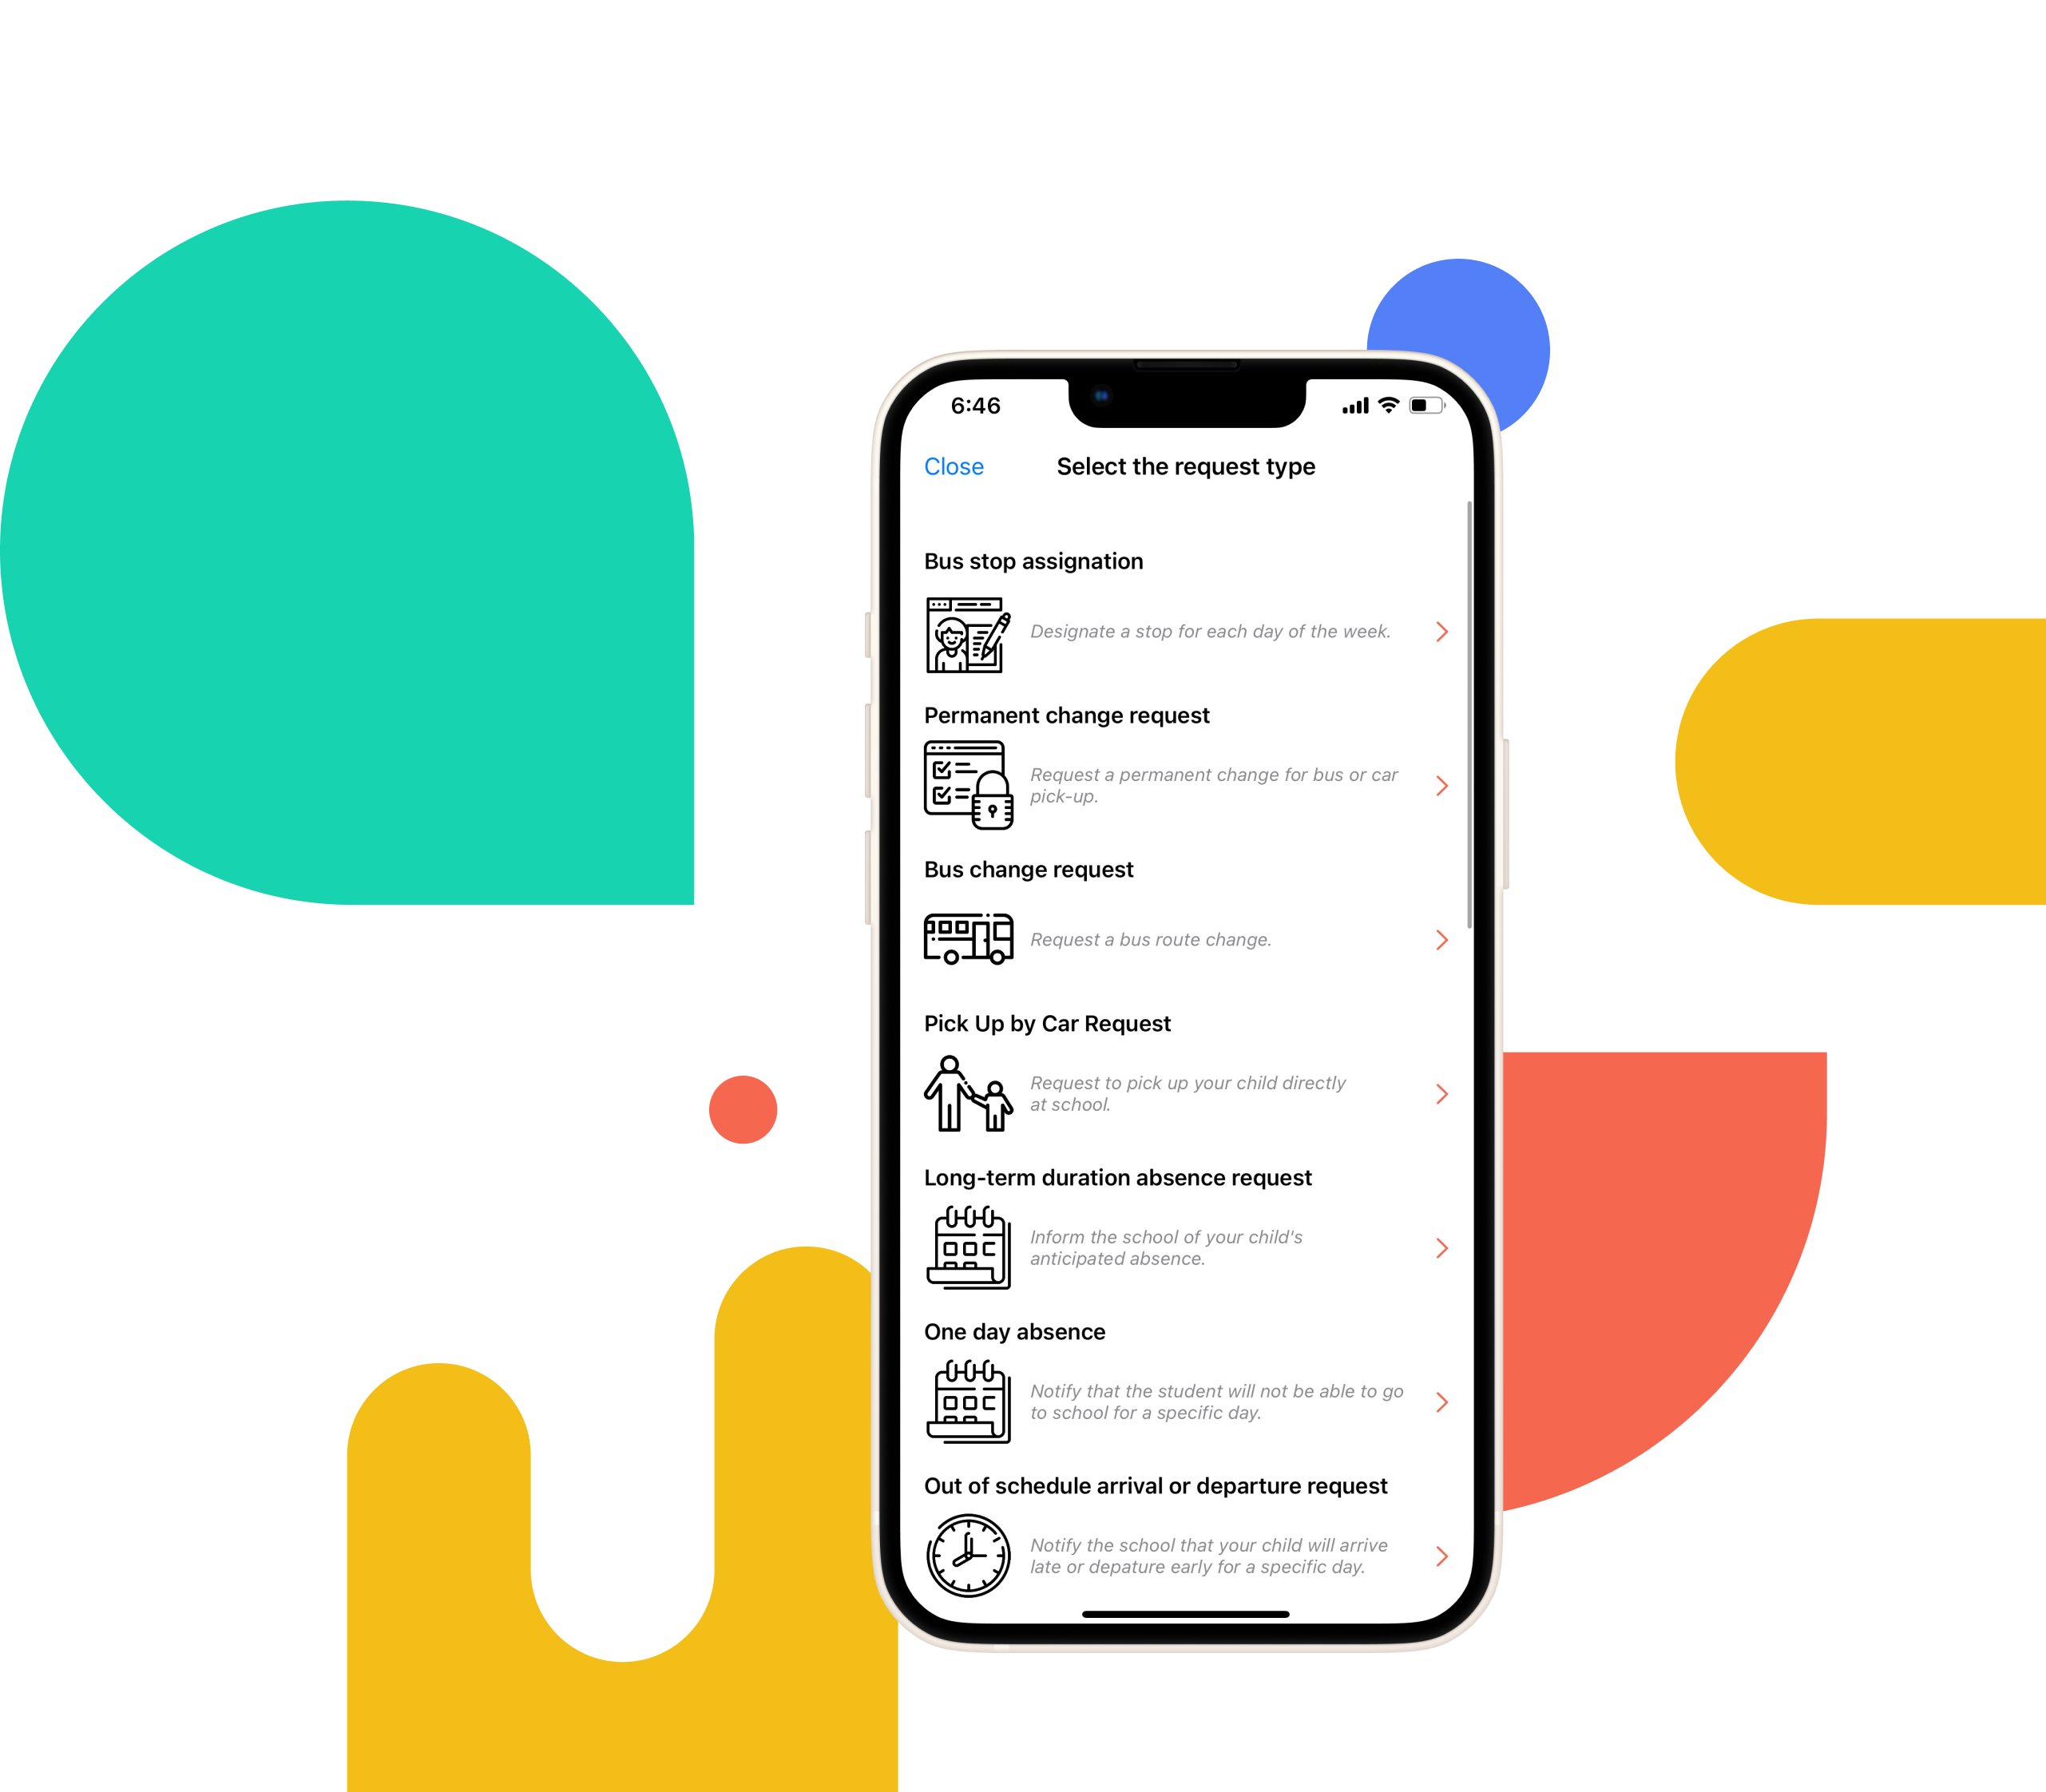 6:46
Close
Select the request type
Bus stop assignation
Designate a stop for each day of the week.
Permanent change request
Request a permanent change for bus or car
pick-up.
Bus change request
Request a bus route change.
Pick Up by Car Request
Request to pick up your child directly
at school.
Long-term duration absence request
Inform the school of your child's
anticipated absence.
One day absence
Notify that the student will not be able to go
to school for a specific day.
Out of schedule arrival or departure request
Notify the school that your child will arrive
late or depature early for a specific day.